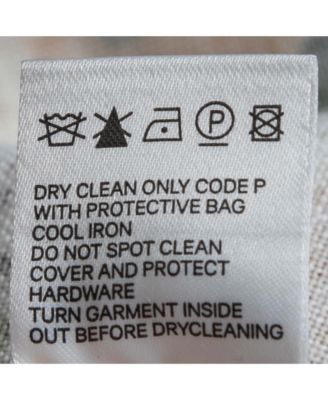 P
DRY CLEAN ONLY CODE P
WITH PROTECTIVE BAG
COOL IRON
DO NOT SPOT CLEAN
COVER AND PROTECT
HARDWARE
TURN GARMENT INSIDE
OUT BEFORE DRYCLEANING